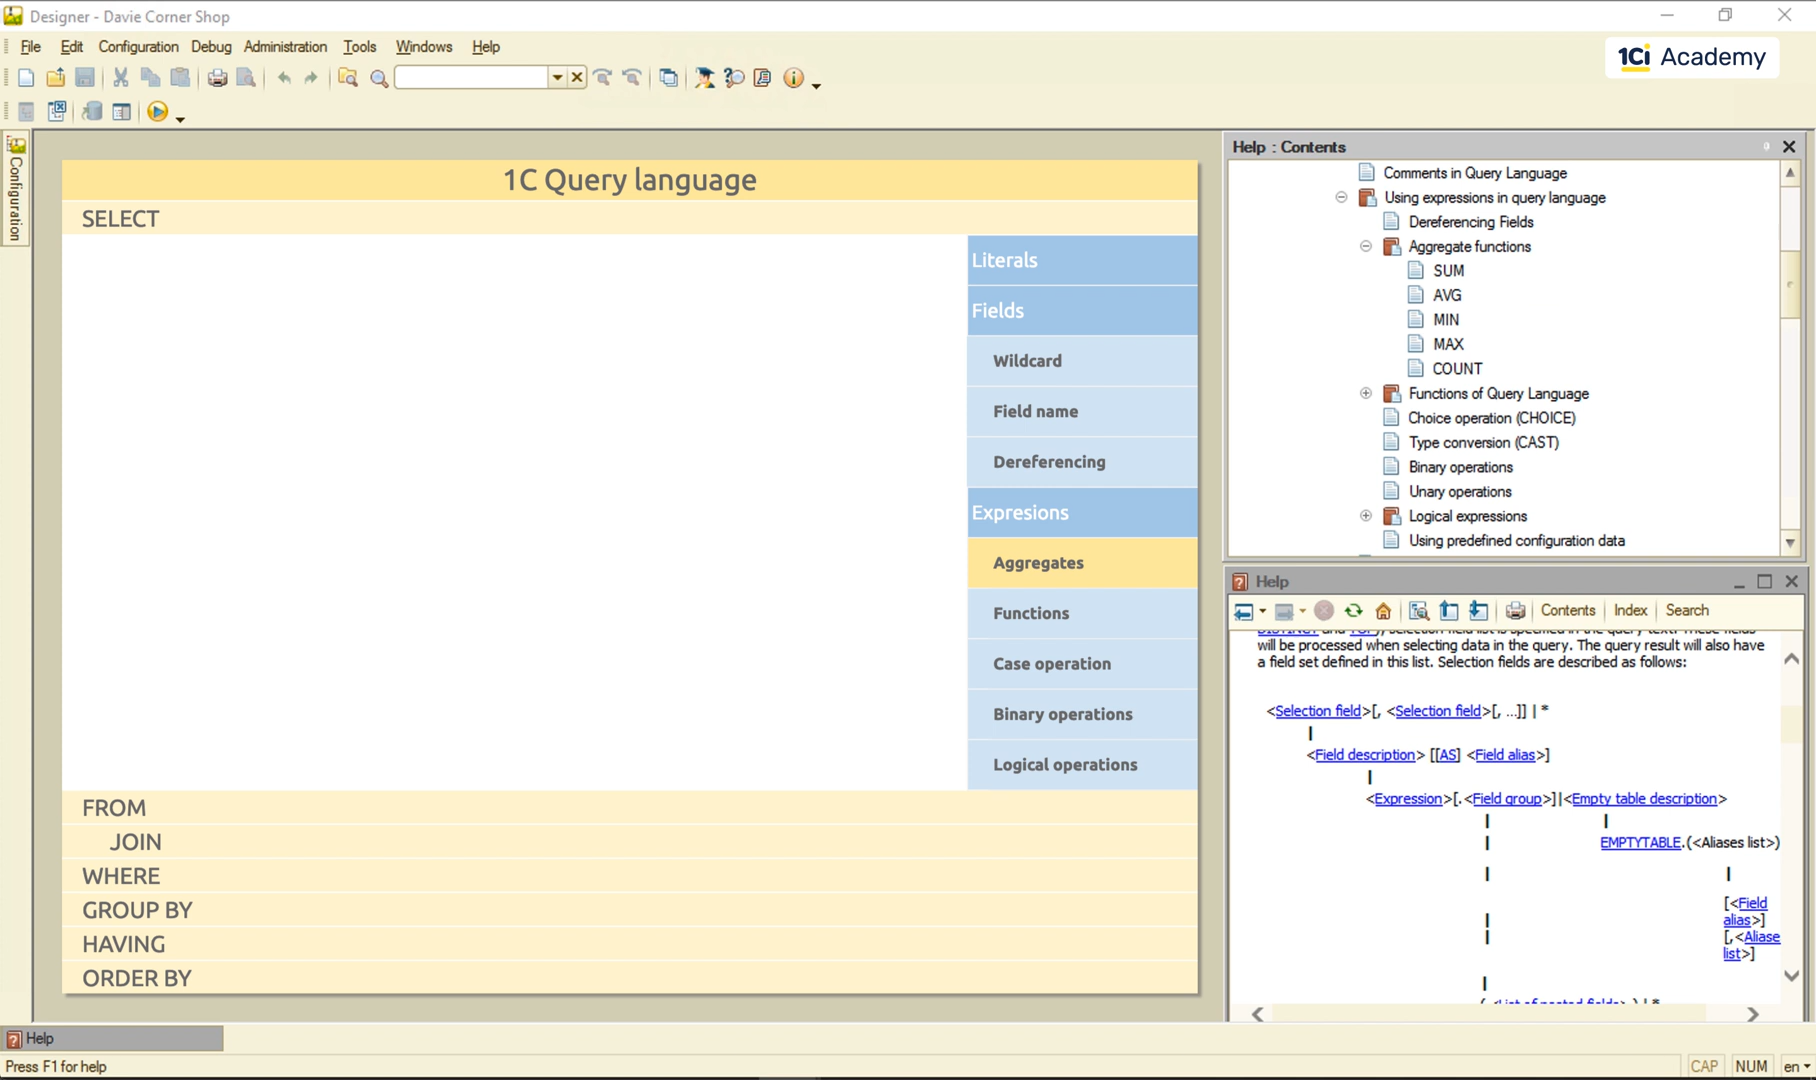 Designer - Davie Corner Shop
File Edit Configuration Debug Administration Tools Windows Help
1Ci Academy
Configuration
1C Query language
SELECT
Literals
Fields
Wildcard
Field name
Dereferencing
Expresions
Aggregates
Functions
Case operation
Binary operations
Logical operations
FROM
JOIN
WHERE
GROUP BY
HAVING
ORDER BY
Help : Contents
Comments in Query Language
Using expressions in query language
Dereferencing Fields
Aggregate functions
SUM
AVG
MIN
MAX
COUNT
Functions of Query Language
Choice operation (CHOICE)
Type conversion (CAST)
Binary operations
Unary operations
Logical expressions
Using predefined configuration data
Help
Contents Index Search
will be processed when selecting data in the query. The query result will also have
a field set defined in this list. Selection fields are described as follows:
<Selection field>[, <Selection field>[, ...]] | *
|
<Field description> [[AS] <Field alias>]
|
<Expression>[.<Field group>]|<Empty table description>
| |
| EMPTYTABLE.(<Aliases list>)
| |
[<Field
| alias>]
| [,<Aliase
list>]
|
Help
Press F1 for help
CAP NUM en